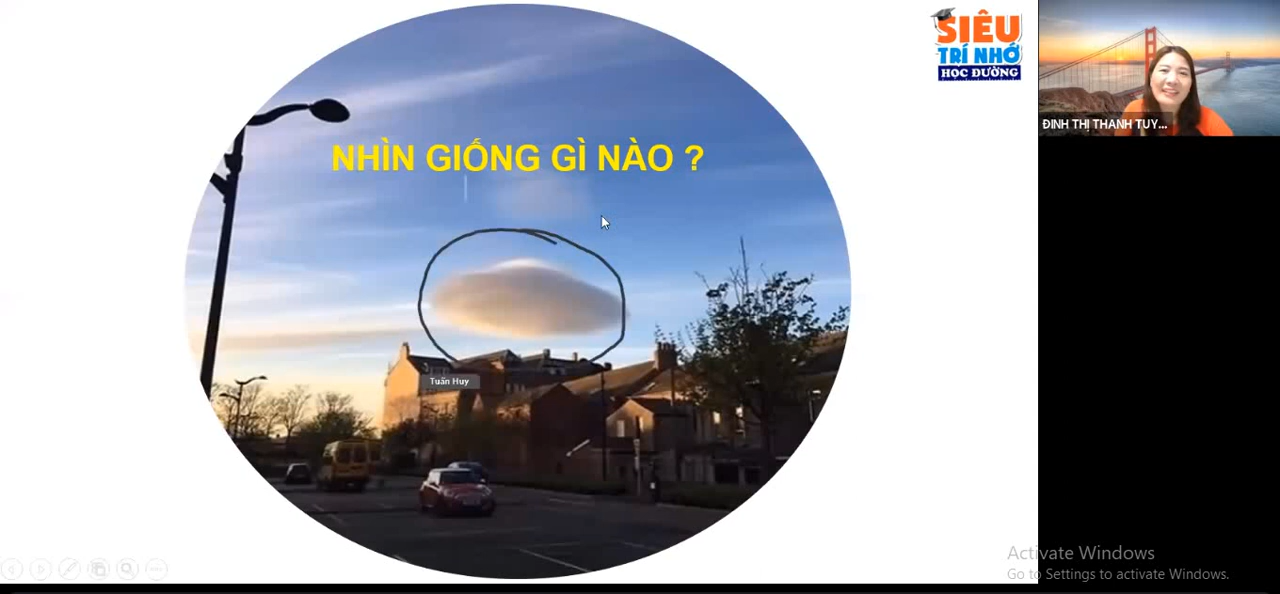 SIÊU
TRÍ NHỚ
HỌC ĐƯỜNG
ĐINH THỊ THANH TUY...
NHÌN GIỐNG GÌ NÀO ?
Tuấn Huy
Activate Windows
Go to Settings to activate Windows.